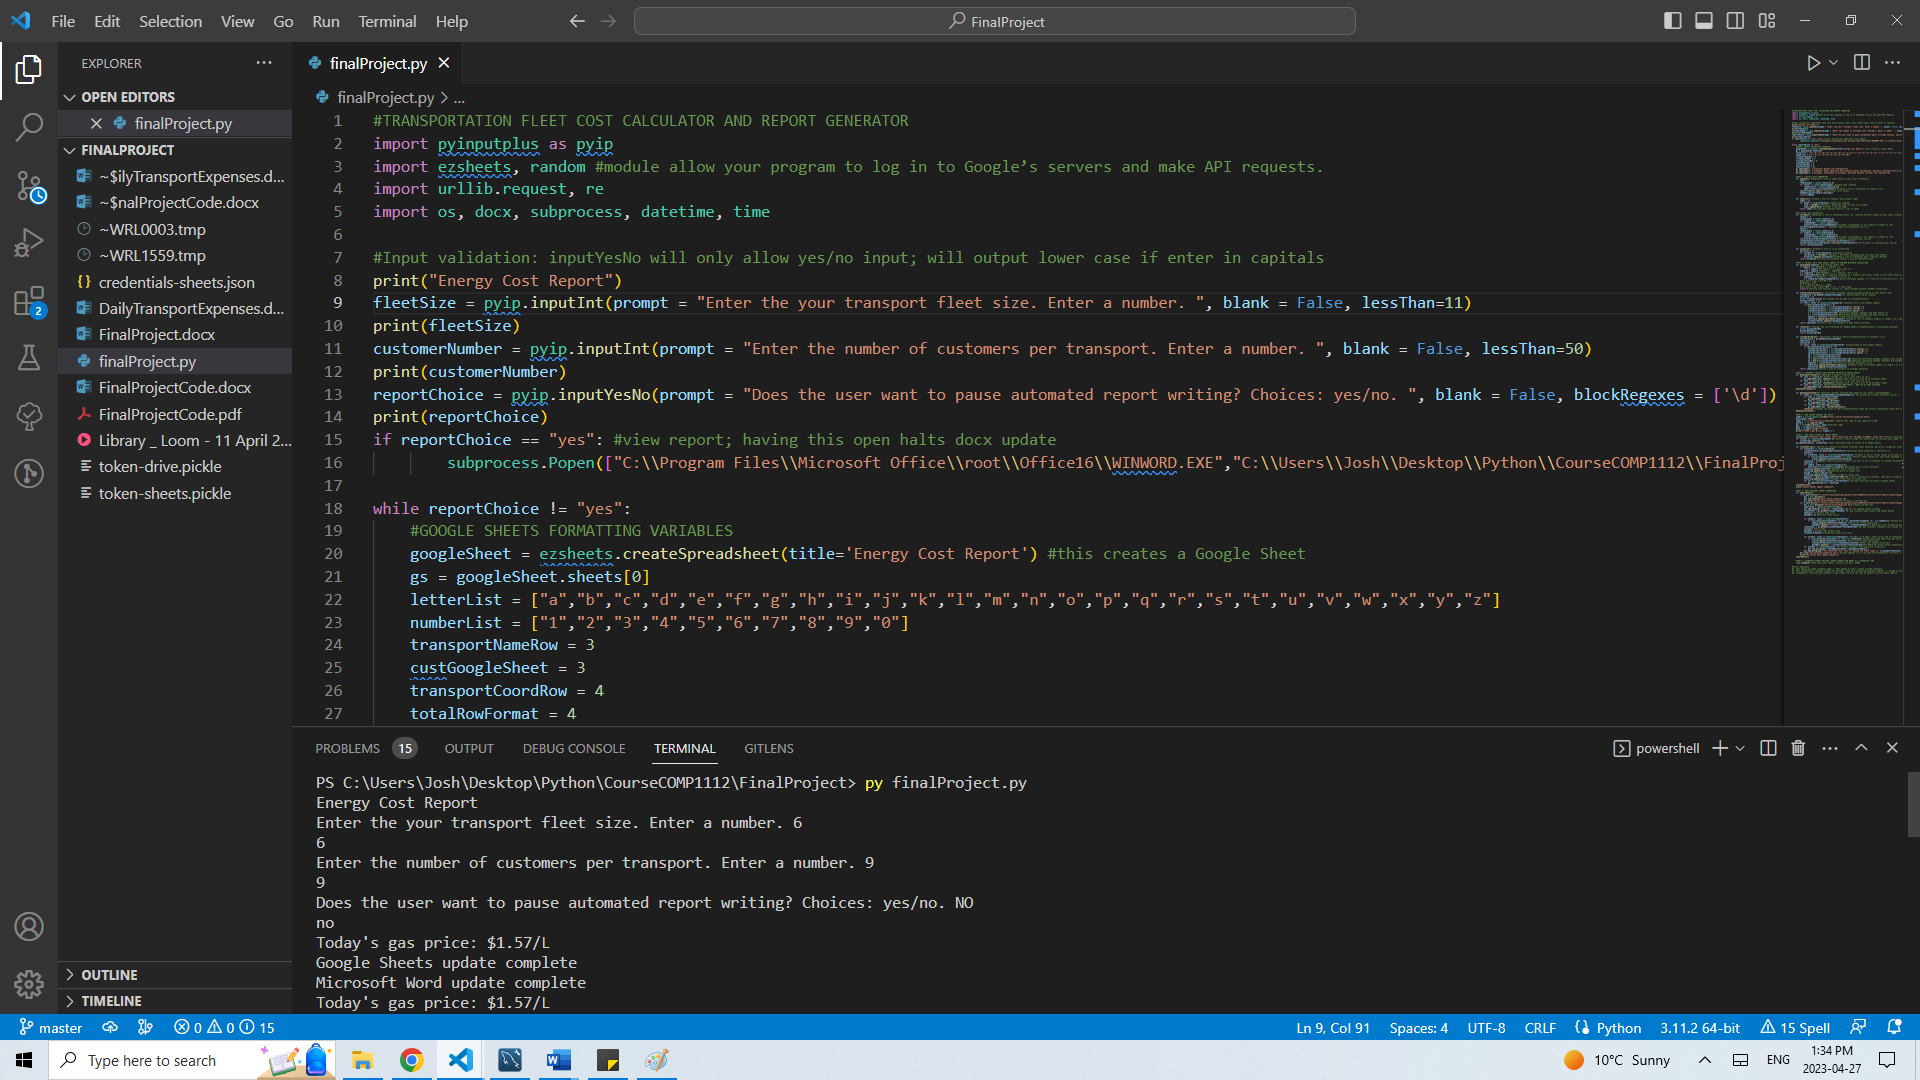 File Edit Selection View Go Run Terminal Help
FinalProject
EXPLORER
OPEN EDITORS
finalProject.py
FINALPROJECT
~$ilyTransportExpenses.d...
~$nalProjectCode.docx
~WRL0003.tmp
~WRL1559.tmp
credentials-sheets.json
DailyTransportExpenses.d...
FinalProject.docx
finalProject.py
FinalProjectCode.docx
FinalProjectCode.pdf
Library _ Loom - 11 April 2...
token-drive.pickle
token-sheets.pickle
OUTLINE
TIMELINE
2
finalProject.py
finalProject.py > ...
1 #TRANSPORTATION FLEET COST CALCULATOR AND REPORT GENERATOR
2 import pyinputplus as pyip
3 import ezsheets, random #module allow your program to log in to Google’s servers and make API requests.
4 import urllib.request, re
5 import os, docx, subprocess, datetime, time
6
7 #Input validation: inputYesNo will only allow yes/no input; will output lower case if enter in capitals
8 print("Energy Cost Report")
9 fleetSize = pyip.inputInt(prompt = "Enter the your transport fleet size. Enter a number. ", blank = False, lessThan=11)
10 print(fleetSize)
11 customerNumber = pyip.inputInt(prompt = "Enter the number of customers per transport. Enter a number. ", blank = False, lessThan=50)
12 print(customerNumber)
13 reportChoice = pyip.inputYesNo(prompt = "Does the user want to pause automated report writing? Choices: yes/no. ", blank = False, blockRegexes = ['\d'])
14 print(reportChoice)
15 if reportChoice == "yes": #view report; having this open halts docx update
16 subprocess.Popen(["C:\\Program Files\\Microsoft Office\\root\\Office16\\WINWORD.EXE","C:\\Users\\Josh\\Desktop\\Python\\CourseCOMP1112\\FinalProj
17
18 while reportChoice != "yes":
19 #GOOGLE SHEETS FORMATTING VARIABLES
20 googleSheet = ezsheets.createSpreadsheet(title='Energy Cost Report') #this creates a Google Sheet
21 gs = googleSheet.sheets[0]
22 letterList = ["a","b","c","d","e","f","g","h","i","j","k","l","m","n","o","p","q","r","s","t","u","v","w","x","y","z"]
23 numberList = ["1","2","3","4","5","6","7","8","9","0"]
24 transportNameRow = 3
25 custGoogleSheet = 3
26 transportCoordRow = 4
27 totalRowFormat = 4
PROBLEMS 15 OUTPUT DEBUG CONSOLE TERMINAL GITLENS
powershell
PS C:\Users\Josh\Desktop\Python\CourseCOMP1112\FinalProject> py finalProject.py
Energy Cost Report
Enter the your transport fleet size. Enter a number. 6
6
Enter the number of customers per transport. Enter a number. 9
9
Does the user want to pause automated report writing? Choices: yes/no. NO
no
Today's gas price: $1.57/L
Google Sheets update complete
Microsoft Word update complete
Today's gas price: $1.57/L
master 0 0 15 Ln 9, Col 91 Spaces: 4 UTF-8 CRLF Python 3.11.2 64-bit 15 Spell
Type here to search
10°C Sunny ENG 1:34 PM
2023-04-27